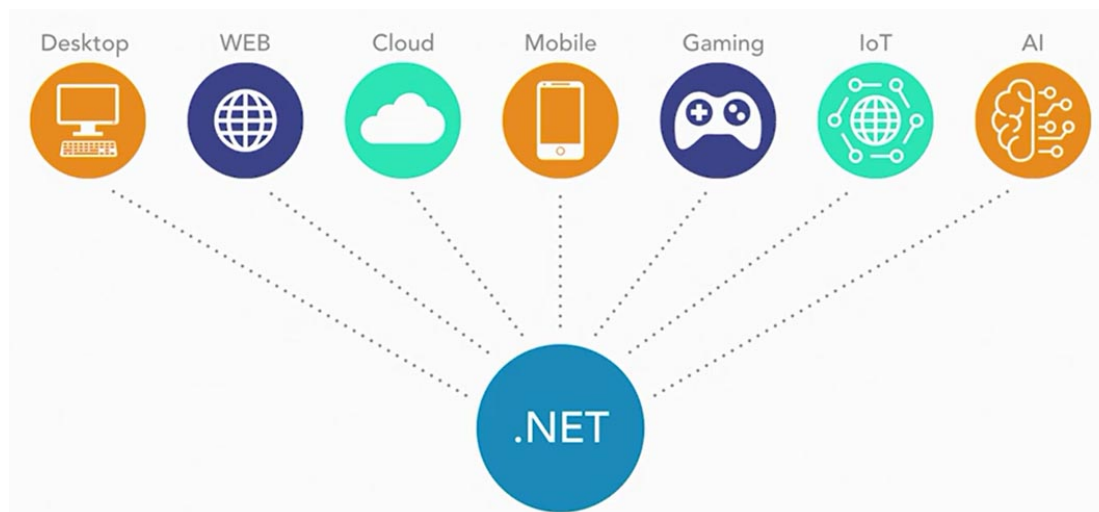 Desktop
WEB
Cloud
Mobile
Gaming
IoT
AI
.NET